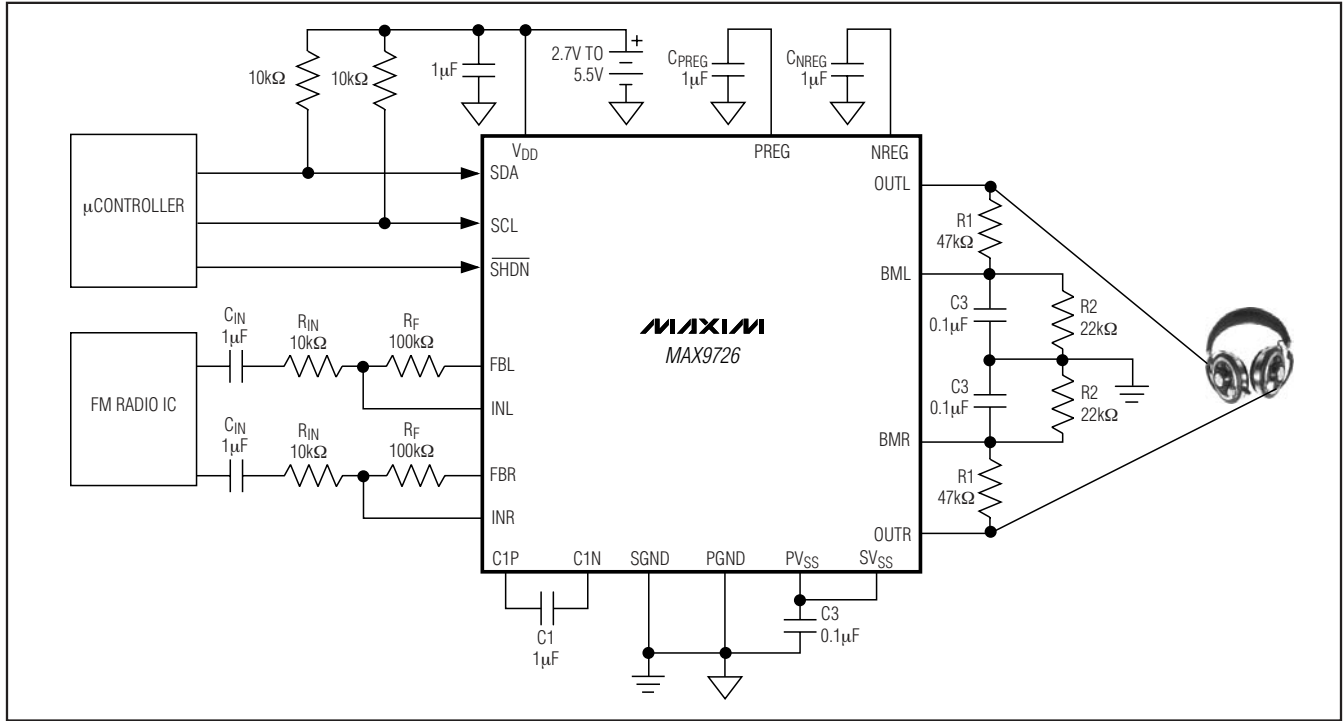 10kΩ
10kΩ
1µF
2.7V TO
5.5V
+
CPREG
1µF
CNREG
1µF
µCONTROLLER
VDD
SDA
SCL
SHDN
PREG
NREG
OUTL
R1
47kΩ
BML
C3
0.1µF
R2
22kΩ
C3
0.1µF
R2
22kΩ
BMR
R1
47kΩ
OUTR
MAXIM
MAX9726
FM RADIO IC
CIN
1µF
RIN
10kΩ
RF
100kΩ
FBL
INL
CIN
1µF
RIN
10kΩ
RF
100kΩ
FBR
INR
C1P
C1N
SGND
PGND
PVSS
SVSS
C1
1µF
C3
0.1µF